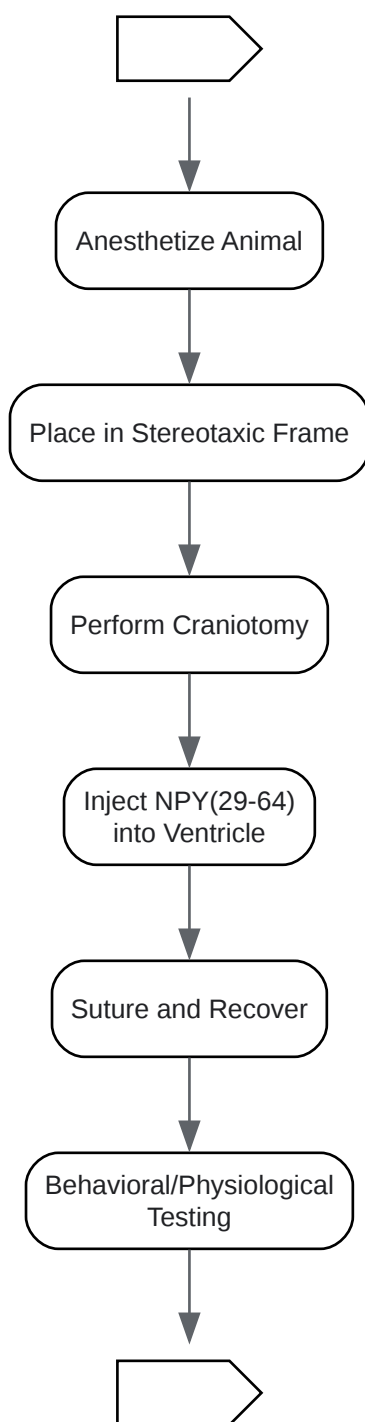 Anesthetize Animal
Place in Stereotaxic Frame
Perform Craniotomy
Inject NPY(29-64)
into Ventricle
Suture and Recover
Behavioral/Physiological
Testing